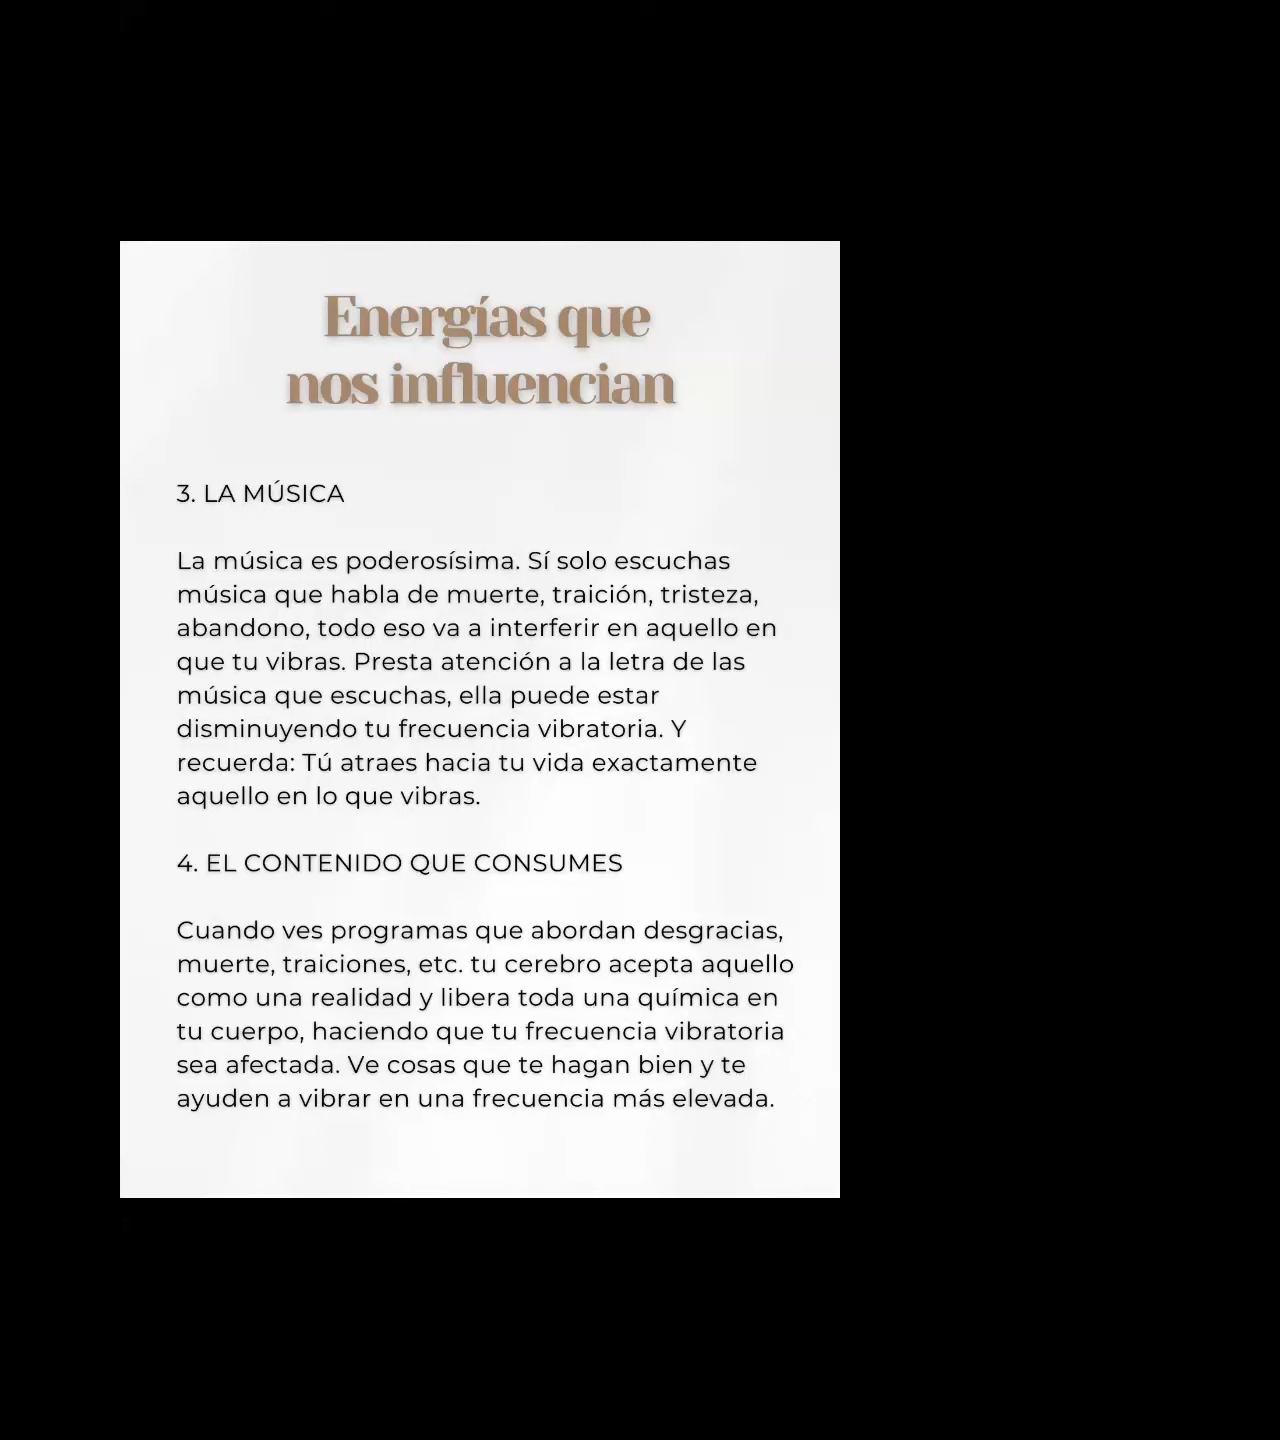 Energías que
nos influencian
3. LA MÚSICA
La música es poderosísima. Sí solo escuchas
música que habla de muerte, traición, tristeza,
abandono, todo eso va a interferir en aquello en
que tu vibras. Presta atención a la letra de las
música que escuchas, ella puede estar
disminuyendo tu frecuencia vibratoria. Y
recuerda: Tú atraes hacia tu vida exactamente
aquello en lo que vibras.
4. EL CONTENIDO QUE CONSUMES
Cuando ves programas que abordan desgracias,
muerte, traiciones, etc. tu cerebro acepta aquello
como una realidad y libera toda una química en
tu cuerpo, haciendo que tu frecuencia vibratoria
sea afectada. Ve cosas que te hagan bien y te
ayuden a vibrar en una frecuencia más elevada.